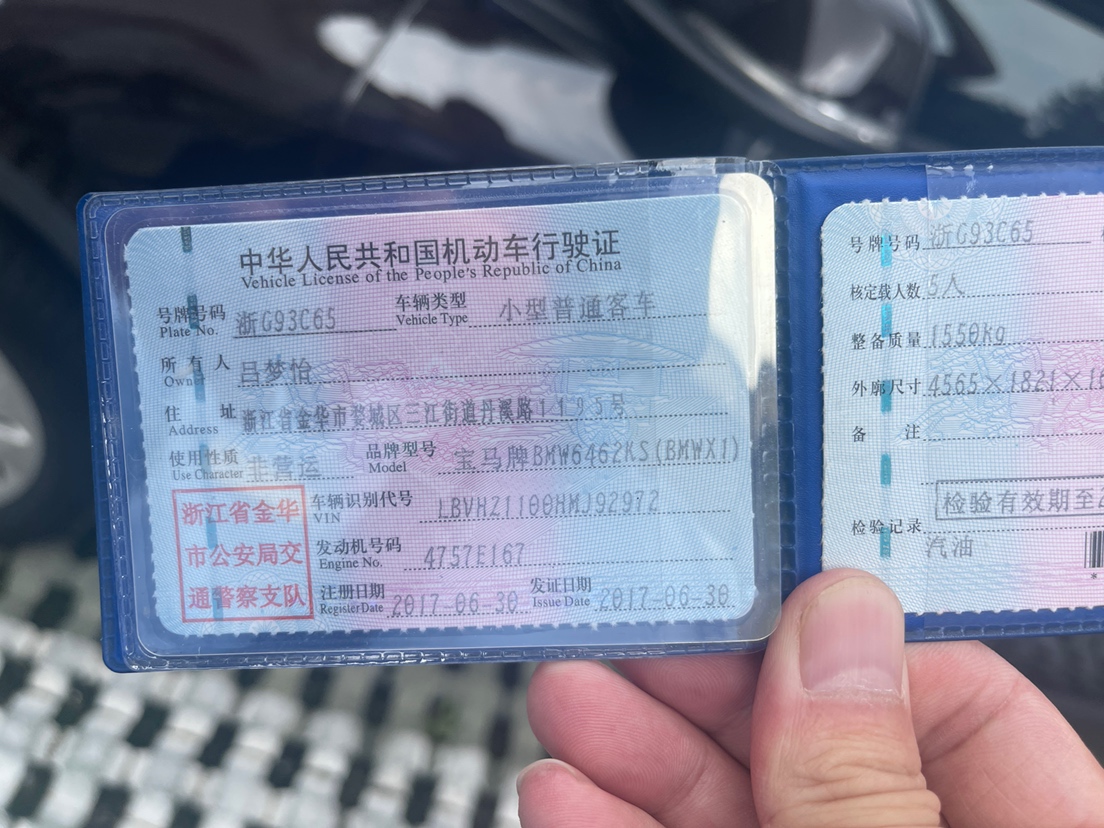 中华人民共和国机动车行驶证
Vehicle License of the People's Republic of China
号牌号码 浙G93C65 车辆类型 小型普通客车
Plate No. Vehicle Type
所有人 吕梦怡
Owner
住址 浙江省金华市婺城区三江街道丹溪路1195号
Address
使用性质 非营运 品牌型号 宝马牌BMW6462KS(BMWX1)
Use Character Model
浙江省金华
市公安局交
通警察支队
车辆识别代号 LBVHZ1100HMJ92972
VIN
发动机号码 4757E167
Engine No.
注册日期 2017-06-30 发证日期 2017-06-30
Register Date Issue Date
号牌号码 浙G93C65
核定载人数 5人
整备质量 1550kg
外廓尺寸 4565×1821×16
备注
检验有效期至2
检验记录
汽油
*